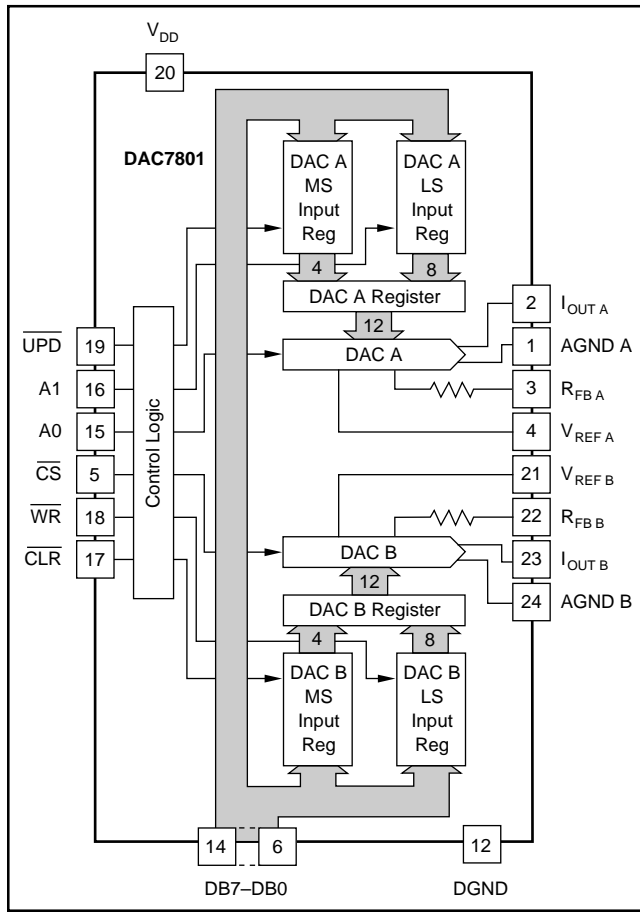 VDD
20
DAC7801
DAC A
MS
Input
Reg
DAC A
LS
Input
Reg
4
8
DAC A Register
12
DAC A
UPD
19
A1
16
A0
15
CS
5
WR
18
CLR
17
Control Logic
2
IOUT A
1
AGND A
3
RFB A
4
VREF A
21
VREF B
22
RFB B
23
IOUT B
24
AGND B
DAC B
12
DAC B Register
4
8
DAC B
MS
Input
Reg
DAC B
LS
Input
Reg
14
6
12
DB7–DB0
DGND